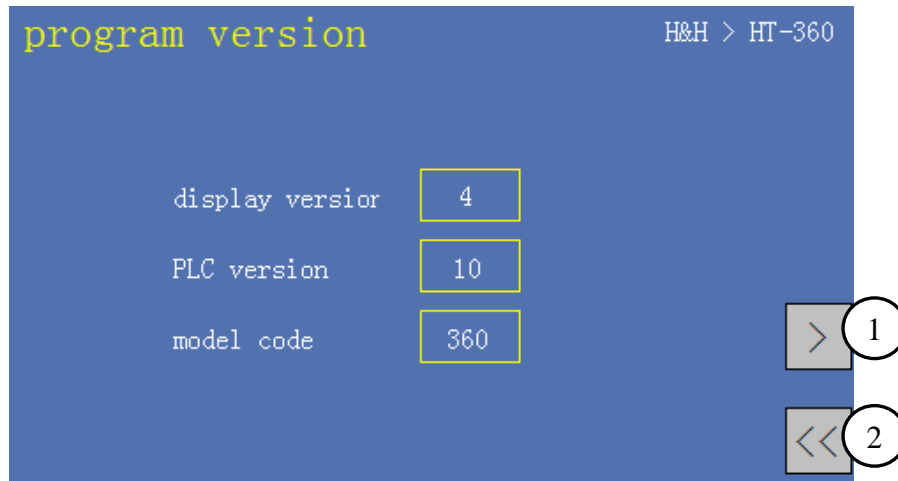 program version
H&H > HT-360
display versior
4
PLC version
10
model code
360
>
1
<<
2